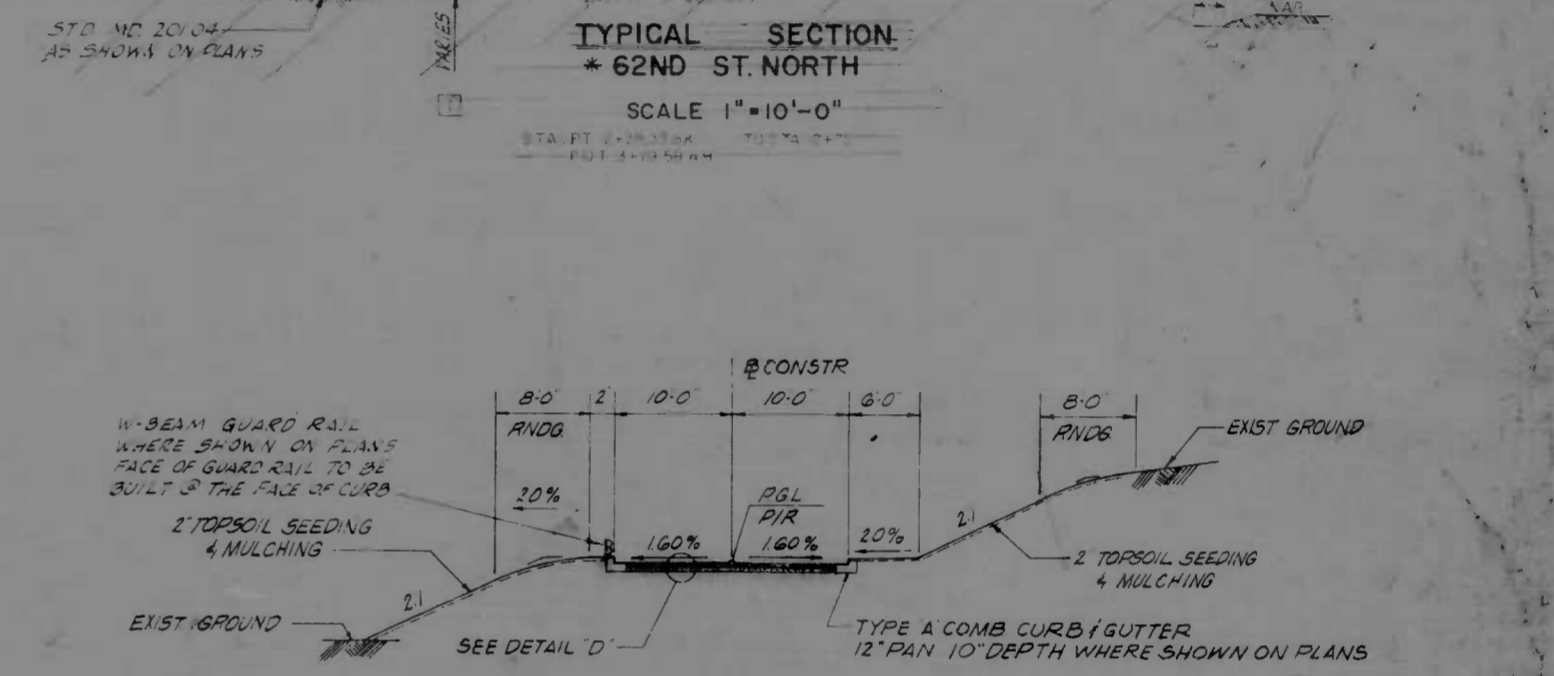 STD. MD. 20104
AS SHOWN ON PLANS
VARIES
VAR
TYPICAL SECTION
* 62ND ST. NORTH
SCALE 1"=10'-0"
℄ CONSTR
8'-0" 2' 10'-0" 10'-0" 6'-0" 8'-0"
RNDG.
RNDG.
W-BEAM GUARD RAIL
WHERE SHOWN ON PLANS
FACE OF GUARD RAIL TO BE
BUILT @ THE FACE OF CURB
EXIST GROUND
20%
PGL
P/R
1.60% 1.60%
20%
2" TOPSOIL SEEDING
& MULCHING
2:1
2:1
2" TOPSOIL SEEDING
& MULCHING
EXIST. GROUND
SEE DETAIL "D"
TYPE A COMB CURB & GUTTER
12" PAN 10" DEPTH WHERE SHOWN ON PLANS